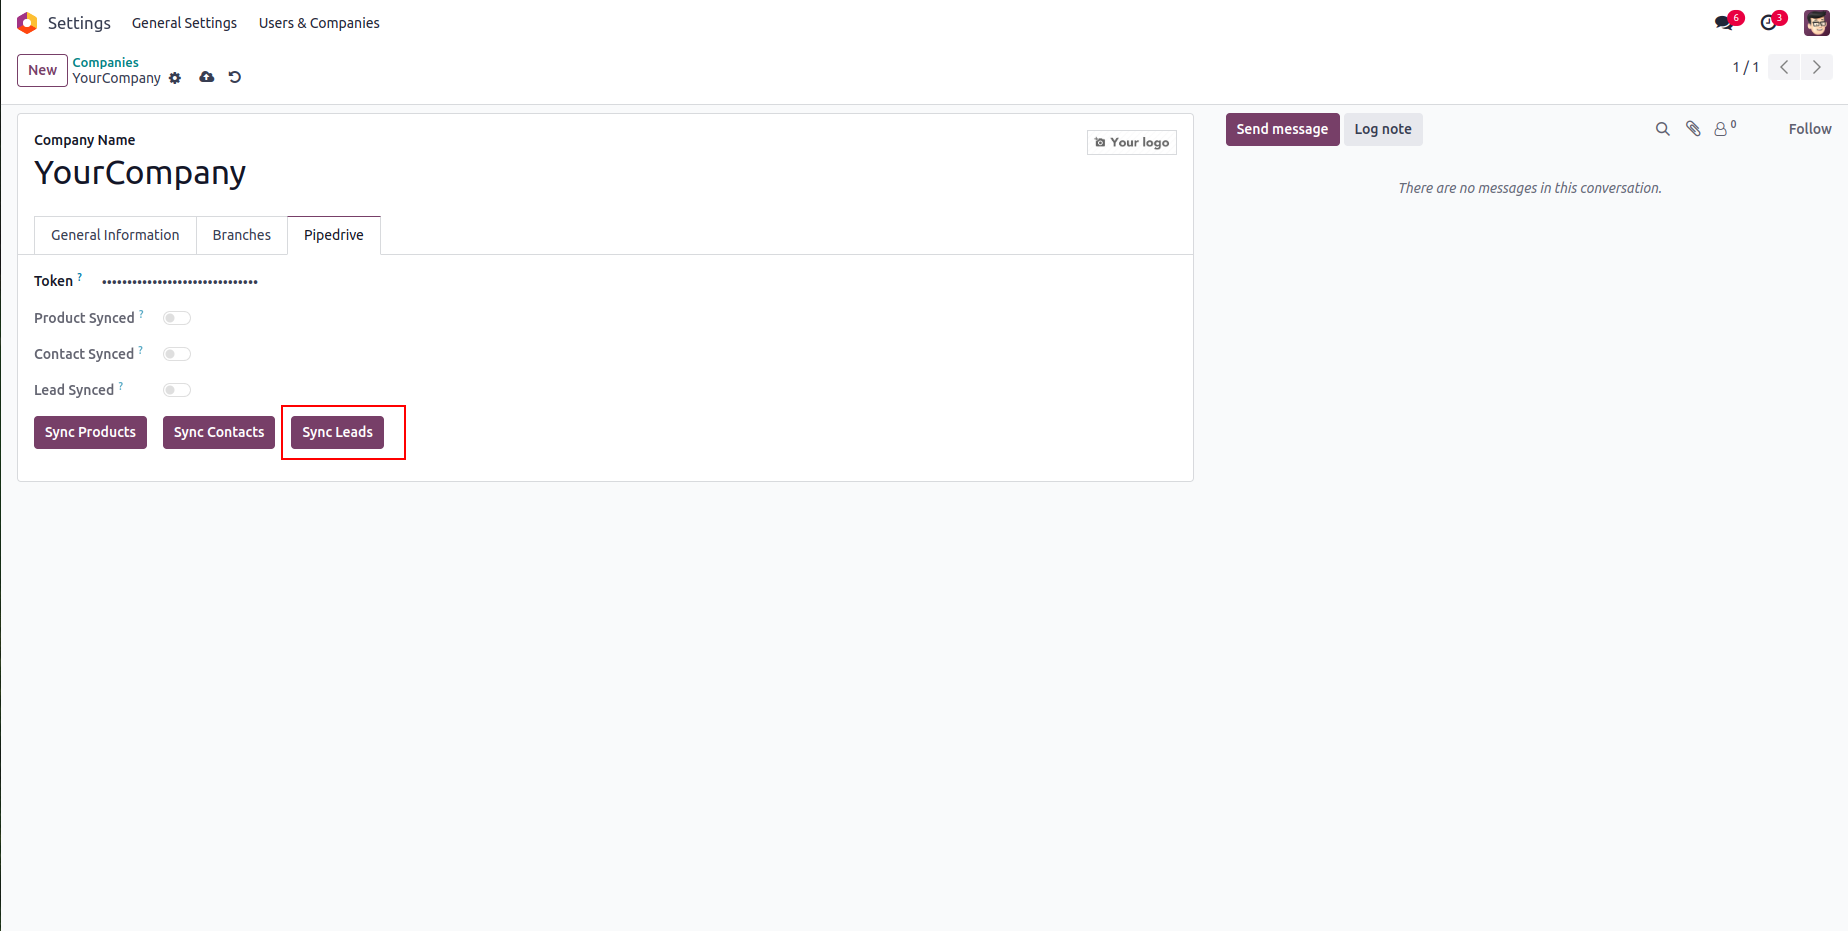 Settings General Settings Users & Companies 6 3
New Companies
YourCompany
1 / 1
Company Name
YourCompany
Your logo
General Information Branches Pipedrive
Token ? •••••••••••••••••••••••••••••••
Product Synced ?
Contact Synced ?
Lead Synced ?
Sync Products Sync Contacts Sync Leads
Send message Log note 0 Follow
There are no messages in this conversation.